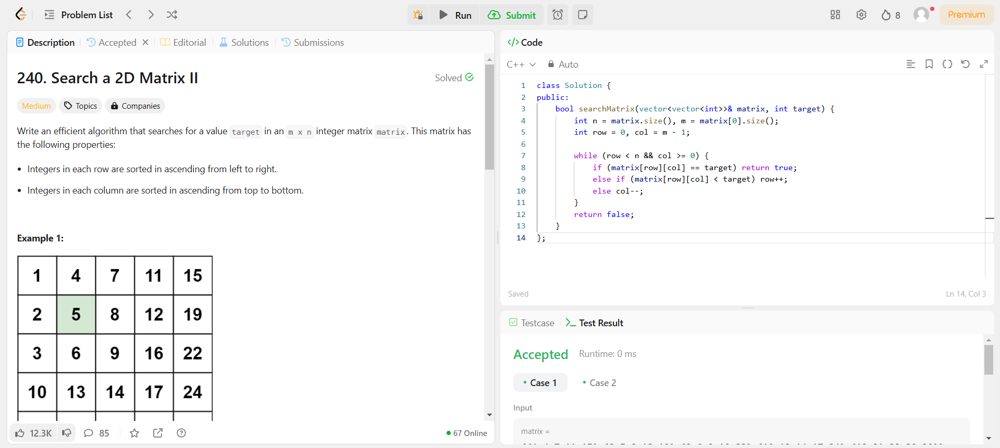 Problem List
Run
Submit
8
Premium
Description
Accepted
Editorial
Solutions
Submissions
240. Search a 2D Matrix II
Solved
Medium
Topics
Companies
Write an efficient algorithm that searches for a value target in an m x n integer matrix matrix. This matrix has
the following properties:
• Integers in each row are sorted in ascending from left to right.
• Integers in each column are sorted in ascending from top to bottom.
Example 1:
1 4 7 11 15
2 5 8 12 19
3 6 9 16 22
10 13 14 17 24
12.3K
85
67 Online
</> Code
C++
Auto
1 class Solution {
2 public:
3 bool searchMatrix(vector<vector<int>>& matrix, int target) {
4 int n = matrix.size(), m = matrix[0].size();
5 int row = 0, col = m - 1;
6
7 while (row < n && col >= 0) {
8 if (matrix[row][col] == target) return true;
9 else if (matrix[row][col] < target) row++;
10 else col--;
11 }
12 return false;
13 }
14 };
Saved
Ln 14, Col 3
Testcase
Test Result
Accepted
Runtime: 0 ms
• Case 1
• Case 2
Input
matrix =